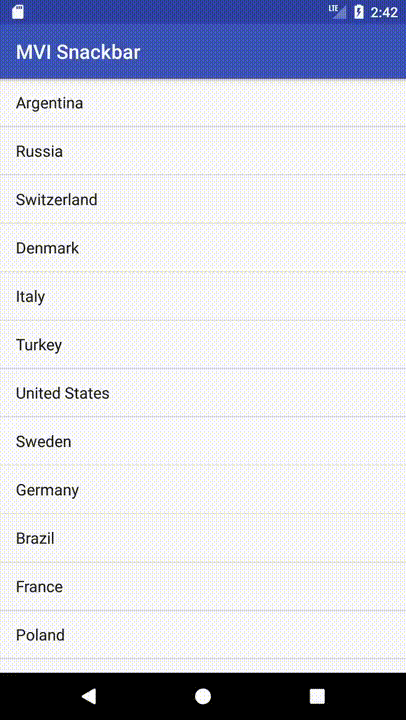 LTE 2:42
MVI Snackbar
Argentina
Russia
Switzerland
Denmark
Italy
Turkey
United States
Sweden
Germany
Brazil
France
Poland